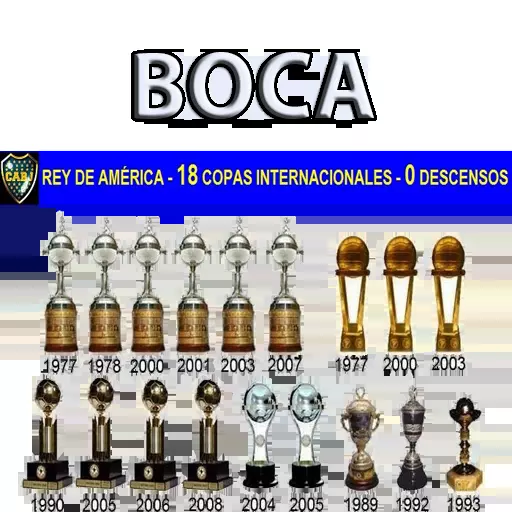 BOCA
CABJ
REY DE AMÉRICA - 18 COPAS INTERNACIONALES - 0 DESCENSOS
1977 1978 2000 2001 2003 2007 1977 2000 2003
1990 2005 2006 2008 2004 2005 1989 1992 1993